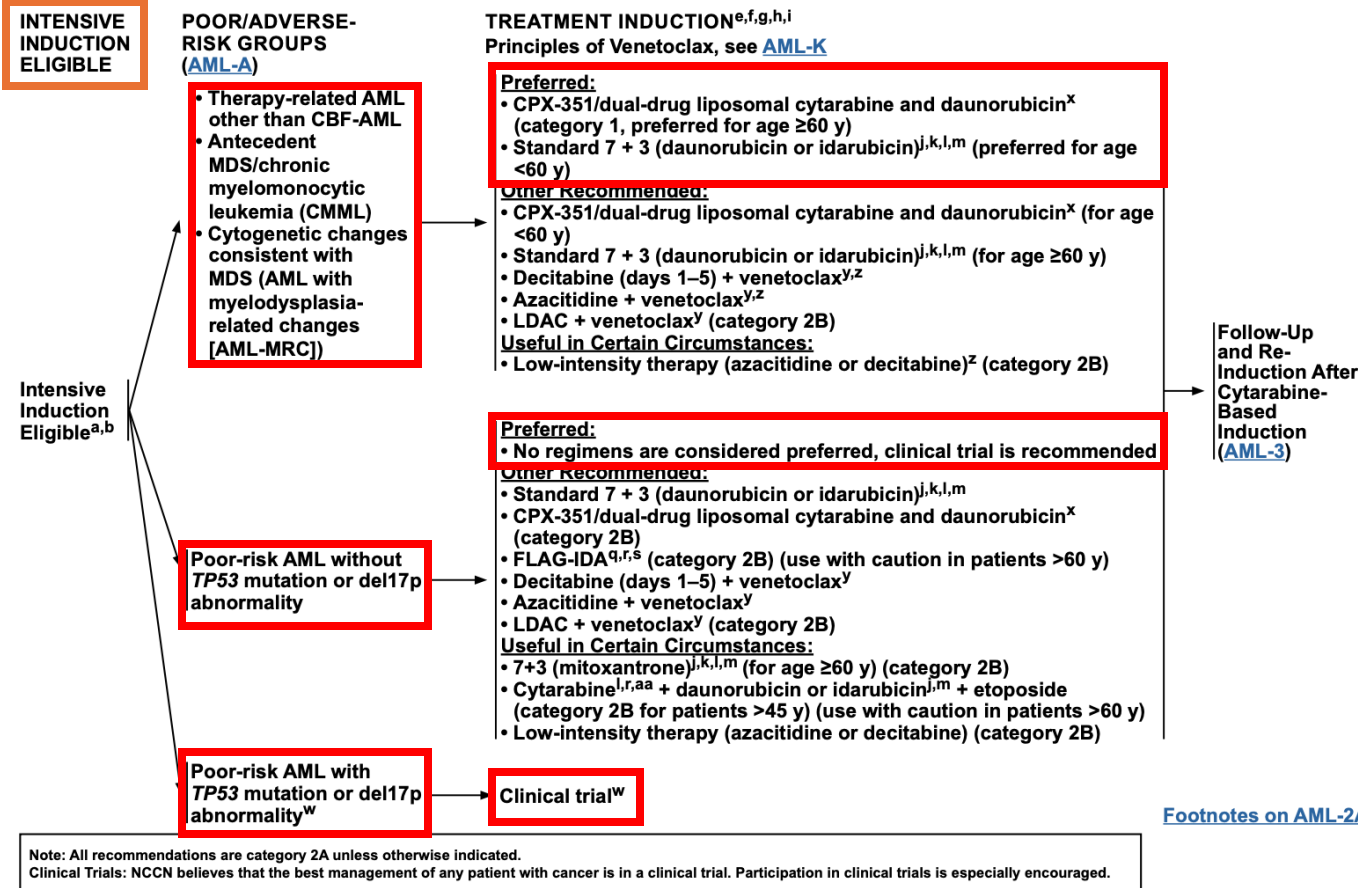 INTENSIVE
INDUCTION
ELIGIBLE
POOR/ADVERSE-
RISK GROUPS
(AML-A)
• Therapy-related AML
other than CBF-AML
• Antecedent
MDS/chronic
myelomonocytic
leukemia (CMML)
• Cytogenetic changes
consistent with
MDS (AML with
myelodysplasia-
related changes
[AML-MRC])
TREATMENT INDUCTIONe,f,g,h,i
Principles of Venetoclax, see AML-K
Preferred:
• CPX-351/dual-drug liposomal cytarabine and daunorubicinx
(category 1, preferred for age ≥60 y)
• Standard 7 + 3 (daunorubicin or idarubicin)j,k,l,m (preferred for age
<60 y)
Other Recommended:
• CPX-351/dual-drug liposomal cytarabine and daunorubicinx (for age
<60 y)
• Standard 7 + 3 (daunorubicin or idarubicin)j,k,l,m (for age ≥60 y)
• Decitabine (days 1–5) + venetoclaxy,z
• Azacitidine + venetoclaxy,z
• LDAC + venetoclaxy (category 2B)
Useful in Certain Circumstances:
• Low-intensity therapy (azacitidine or decitabine)z (category 2B)
Intensive
Induction
Eligiblea,b
Follow-Up
and Re-
Induction After
Cytarabine-
Based
Induction
(AML-3)
Poor-risk AML without
TP53 mutation or del17p
abnormality
Preferred:
• No regimens are considered preferred, clinical trial is recommended
Other Recommended:
• Standard 7 + 3 (daunorubicin or idarubicin)j,k,l,m
• CPX-351/dual-drug liposomal cytarabine and daunorubicinx
(category 2B)
• FLAG-IDAq,r,s (category 2B) (use with caution in patients >60 y)
• Decitabine (days 1–5) + venetoclaxy
• Azacitidine + venetoclaxy
• LDAC + venetoclaxy (category 2B)
Useful in Certain Circumstances:
• 7+3 (mitoxantrone)j,k,l,m (for age ≥60 y) (category 2B)
• Cytarabinel,r,aa + daunorubicin or idarubicinj,m + etoposide
(category 2B for patients >45 y) (use with caution in patients >60 y)
• Low-intensity therapy (azacitidine or decitabine) (category 2B)
Poor-risk AML with
TP53 mutation or del17p
abnormalityw
Clinical trialw
Footnotes on AML-2A
Note: All recommendations are category 2A unless otherwise indicated.
Clinical Trials: NCCN believes that the best management of any patient with cancer is in a clinical trial. Participation in clinical trials is especially encouraged.